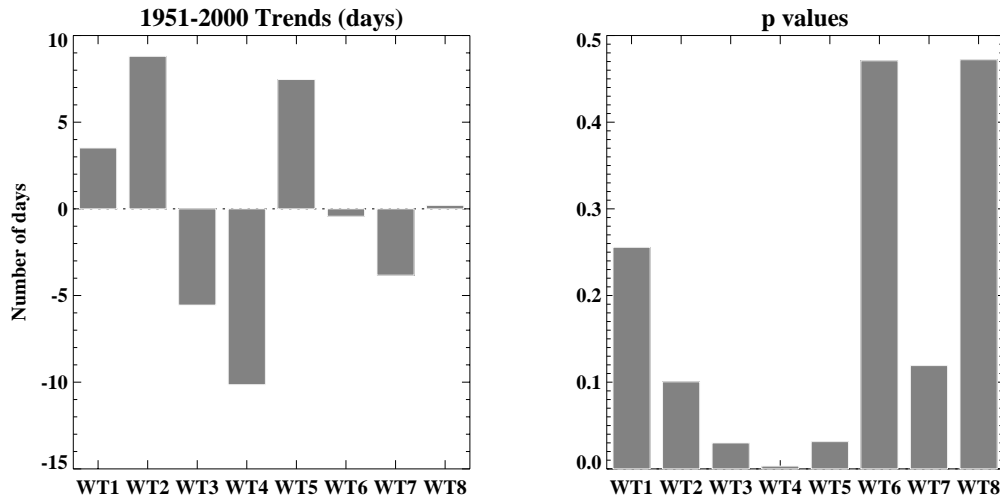 1951-2000 Trends (days)
Number of days
10
5
0
-5
-10
-15
WT1 WT2 WT3 WT4 WT5 WT6 WT7 WT8
p values
0.5
0.4
0.3
0.2
0.1
0.0
WT1 WT2 WT3 WT4 WT5 WT6 WT7 WT8